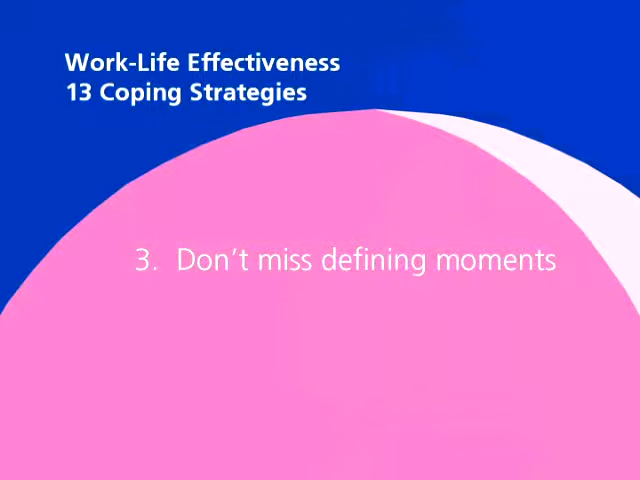 Work-Life Effectiveness
13 Coping Strategies
3. Don't miss defining moments